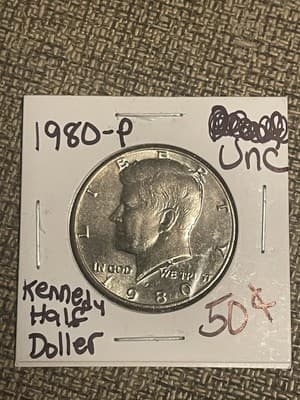 1980-P
Unc
LIBERTY
IN GOD WE TRUST
1980
Kennedy
Half
Doller
50¢